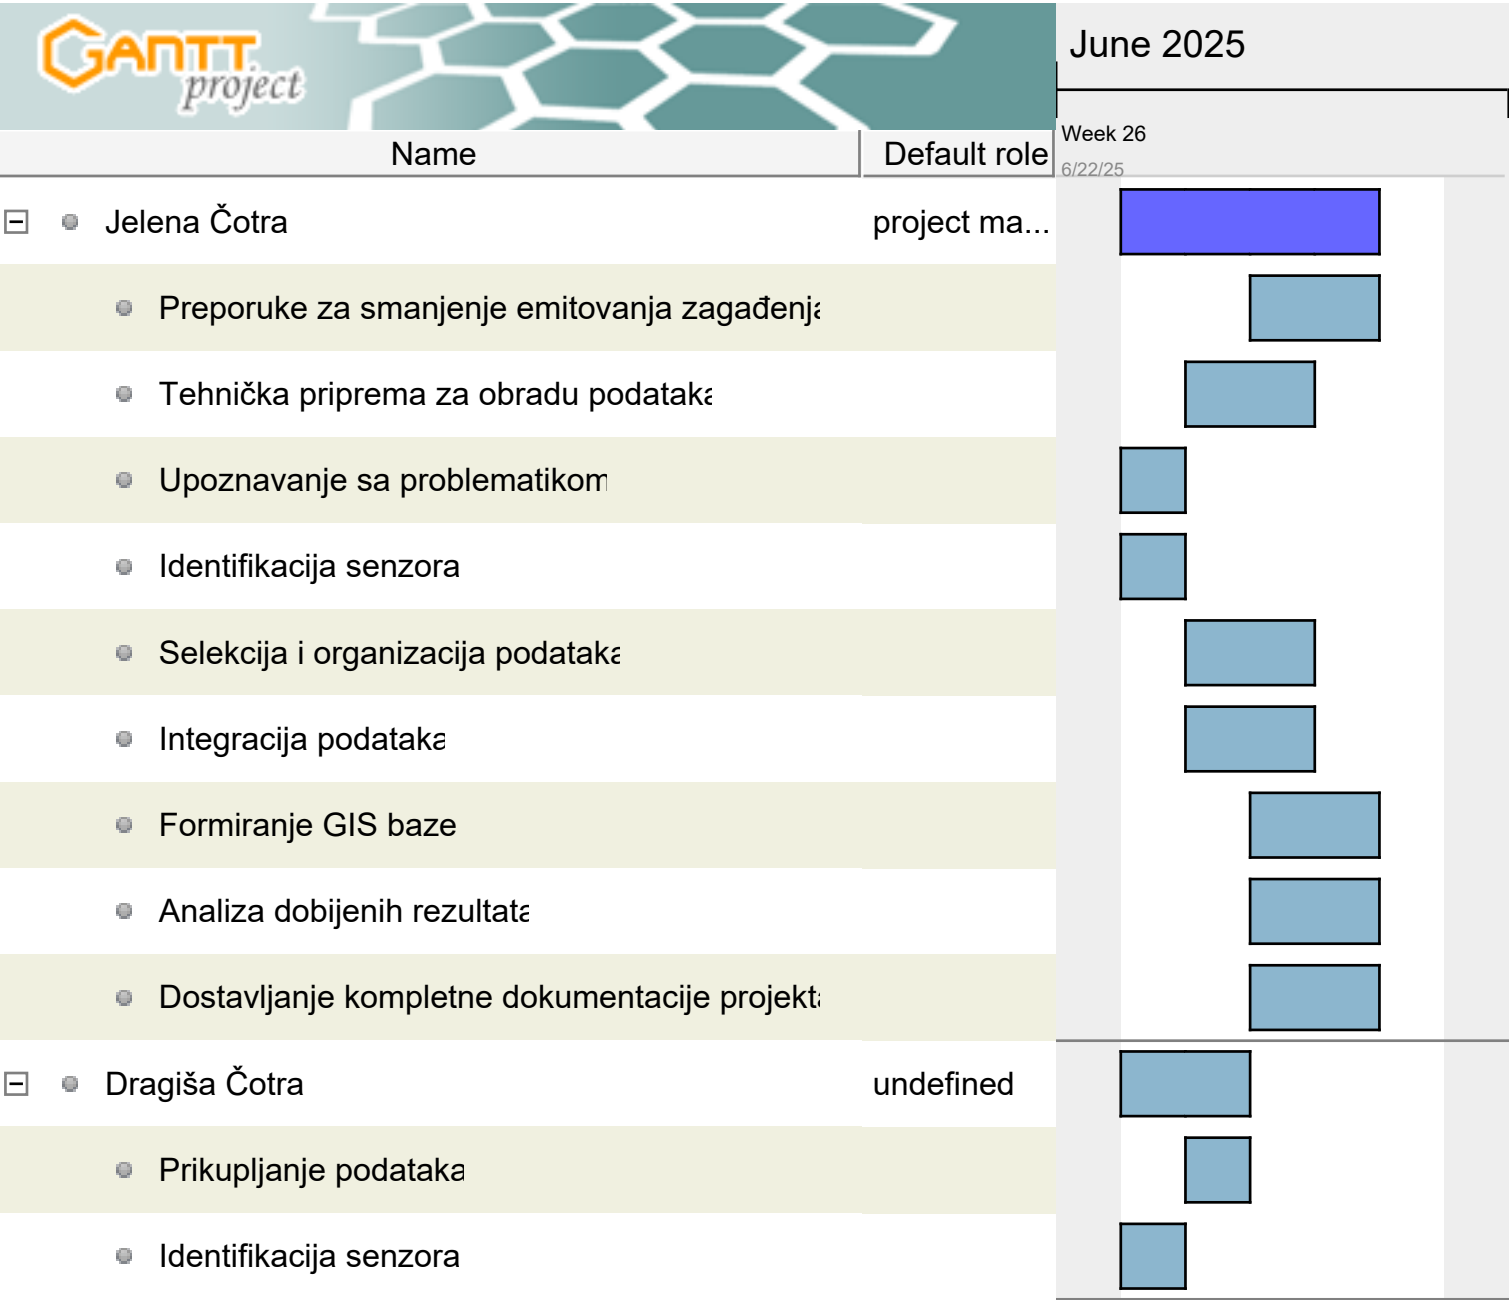 GANTT
project
June 2025
Name
Default role
Week 26
6/22/25
Jelena Čotra
project ma...
Preporuke za smanjenje emitovanja zagađenja
Tehnička priprema za obradu podataka
Upoznavanje sa problematikom
Identifikacija senzora
Selekcija i organizacija podataka
Integracija podataka
Formiranje GIS baze
Analiza dobijenih rezultata
Dostavljanje kompletne dokumentacije projekta
Dragiša Čotra
undefined
Prikupljanje podataka
Identifikacija senzora